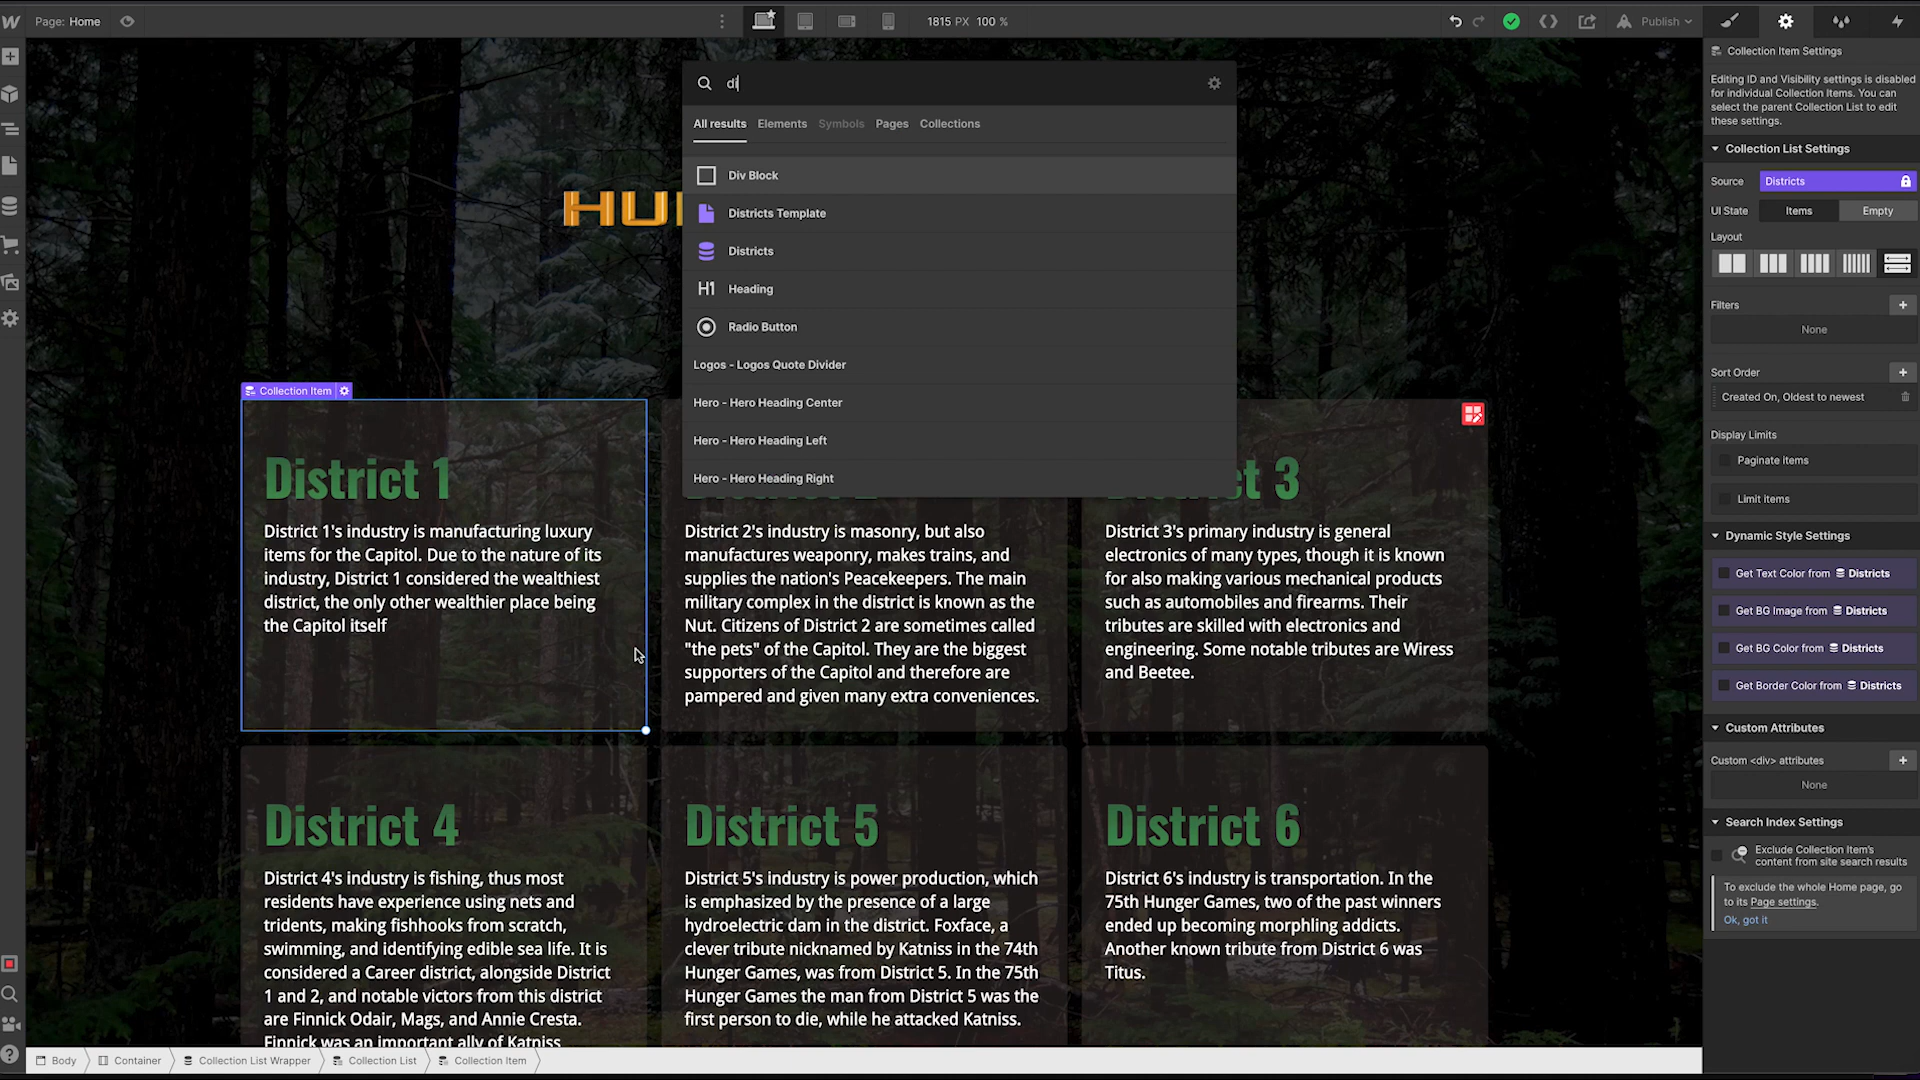 Page: Home
1815 PX 100 %
Publish
di
All results
Elements
Symbols
Pages
Collections
Div Block
Districts Template
Districts
H1 Heading
Radio Button
Logos - Logos Quote Divider
Hero - Hero Heading Center
Hero - Hero Heading Left
Hero - Hero Heading Right
Collection Item
District 1
District 1's industry is manufacturing luxury
items for the Capitol. Due to the nature of its
industry, District 1 considered the wealthiest
district, the only other wealthier place being
the Capitol itself
District 2's industry is masonry, but also
manufactures weaponry, makes trains, and
supplies the nation's Peacekeepers. The main
military complex in the district is known as the
Nut. Citizens of District 2 are sometimes called
"the pets" of the Capitol. They are the biggest
supporters of the Capitol and therefore are
pampered and given many extra conveniences.
3
District 3's primary industry is general
electronics of many types, though it is known
for also making various mechanical products
such as automobiles and firearms. Their
tributes are skilled with electronics and
engineering. Some notable tributes are Wiress
and Beetee.
District 4
District 4's industry is fishing, thus most
residents have experience using nets and
tridents, making fishhooks from scratch,
swimming, and identifying edible sea life. It is
considered a Career district, alongside District
1 and 2, and notable victors from this district
are Finnick Odair, Mags, and Annie Cresta.
Finnick was an important ally of Katniss
District 5
District 5's industry is power production, which
is emphasized by the presence of a large
hydroelectric dam in the district. Foxface, a
clever tribute nicknamed by Katniss in the 74th
Hunger Games, was from District 5. In the 75th
Hunger Games the man from District 5 was the
first person to die, while he attacked Katniss.
District 6
District 6's industry is transportation. In the
75th Hunger Games, two of the past winners
ended up becoming morphling addicts.
Another known tribute from District 6 was
Titus.
Body
Container
Collection List Wrapper
Collection List
Collection Item
Collection Item Settings
Editing ID and Visibility settings is disabled
for individual Collection Items. You can
select the parent Collection List to edit
these settings.
Collection List Settings
Source Districts
UI State Items Empty
Layout
Filters
None
Sort Order
Created On, Oldest to newest
Display Limits
Paginate items
Limit items
Dynamic Style Settings
Get Text Color from Districts
Get BG Image from Districts
Get BG Color from Districts
Get Border Color from Districts
Custom Attributes
Custom <div> attributes
None
Search Index Settings
Exclude Collection Item's
content from site search results
To exclude the whole Home page, go
to its Page settings.
Ok, got it